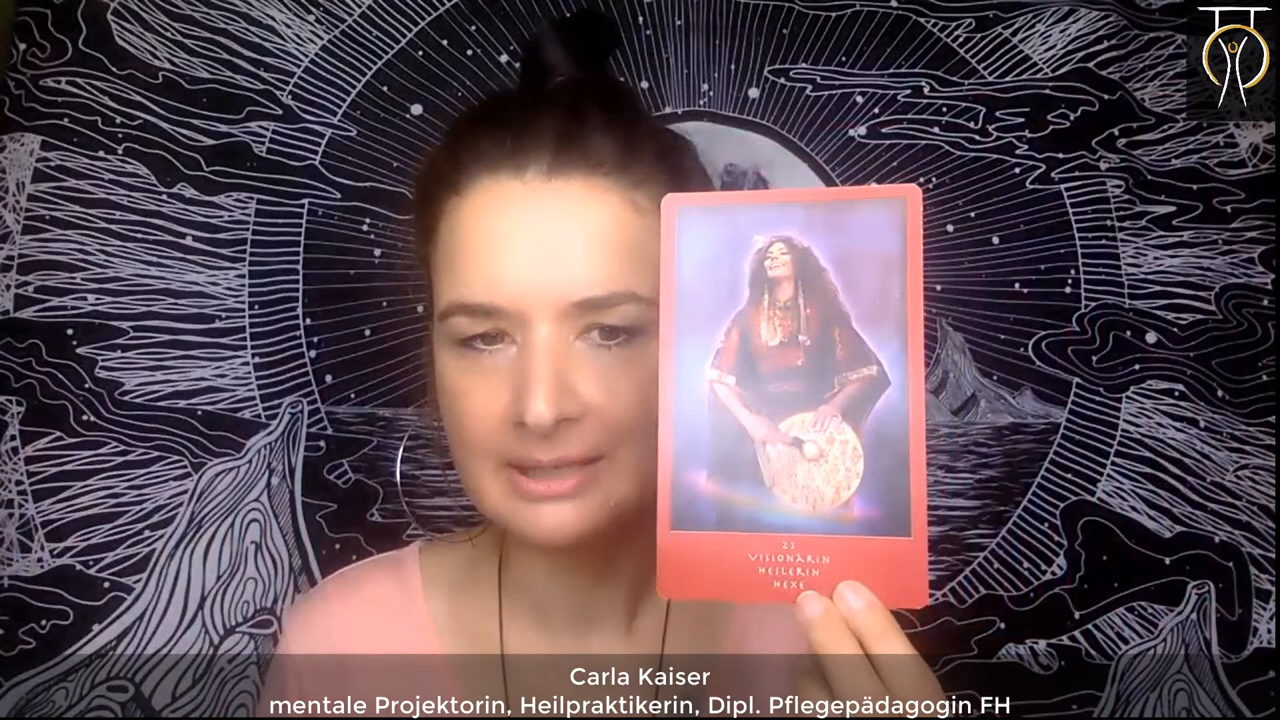 23
VISIONÄRIN
HEILERIN
HEXE
Carla Kaiser
mentale Projektorin, Heilpraktikerin, Dipl. Pflegepädagogin FH